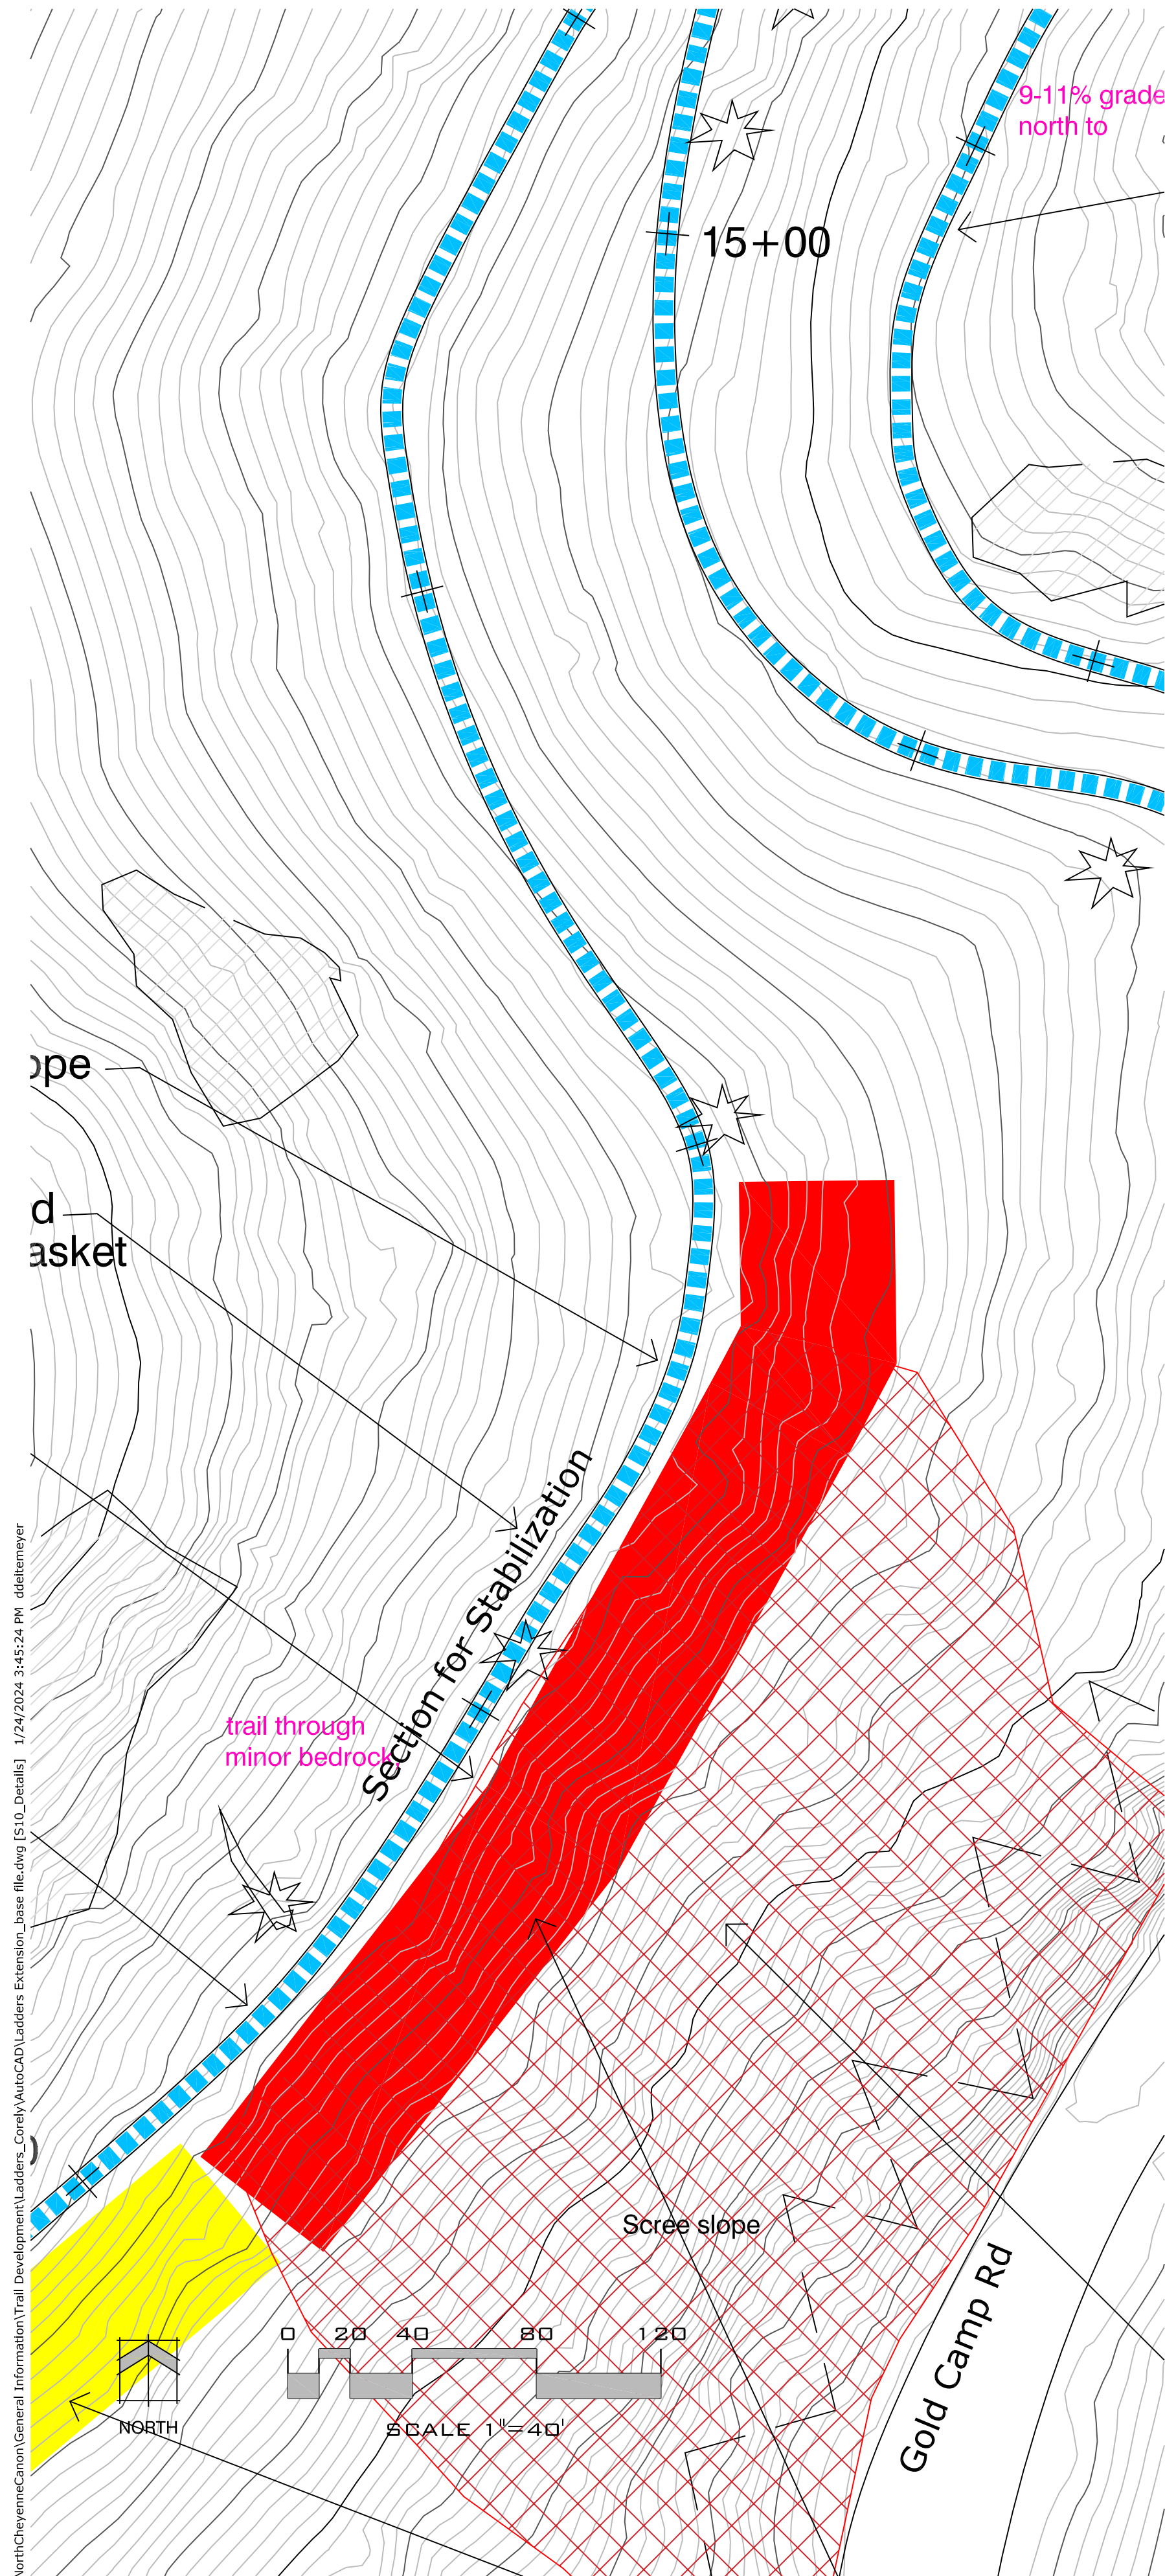 9-11% grade
north to
15+00
ope
d
asket
Section for Stabilization
trail through
minor bedrock
Scree slope
Gold Camp Rd
0 20 40 80 120
SCALE 1"=40'
NORTH
NorthCheyenneCanon\General Information\Trail Development\Ladders_Corely\AutoCAD\Ladders Extension_base file.dwg [S10_Details] 1/24/2024 3:45:24 PM ddeitemeyer